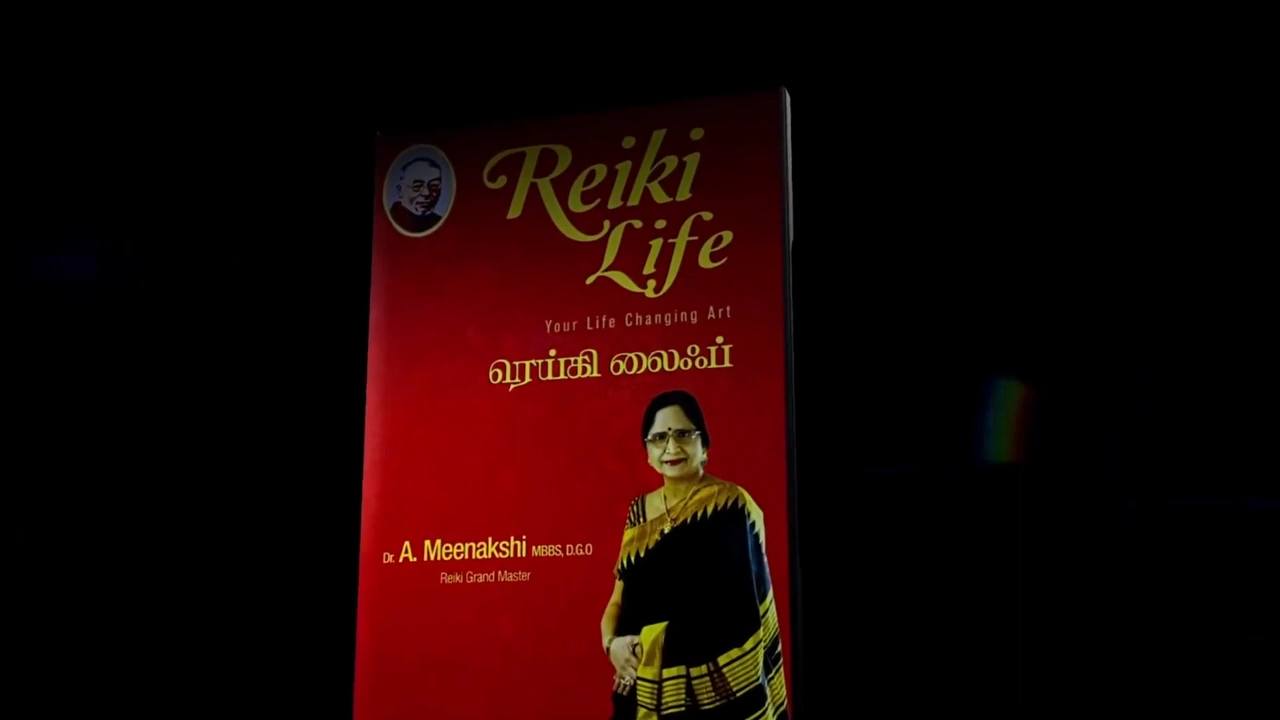 Reiki
Life
Your Life Changing Art
ரெய்கி லைஃப்
Dr. A. Meenakshi MBBS, D.G.O
Reiki Grand Master